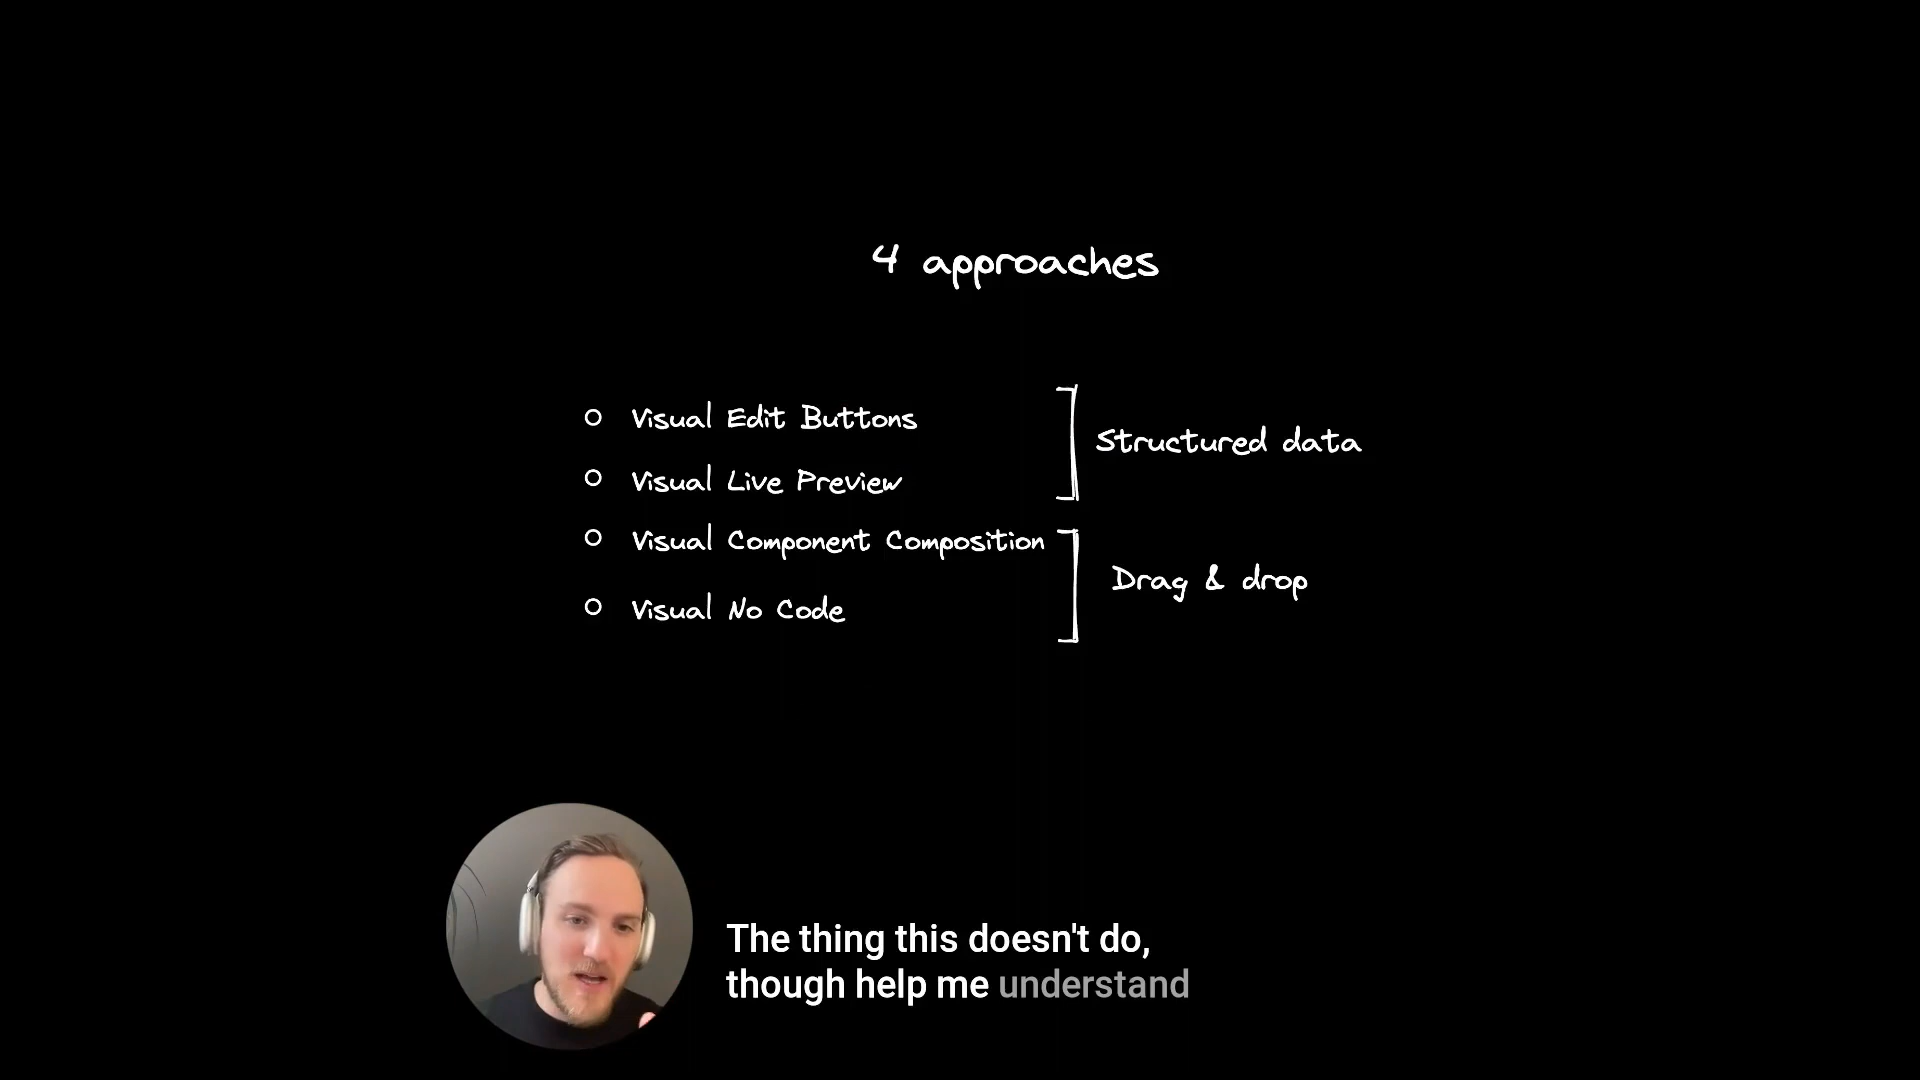 4 approaches
Visual Edit Buttons
Visual Live Preview
Structured data
Visual Component Composition
Visual No Code
Drag & drop
The thing this doesn't do,
though help me understand